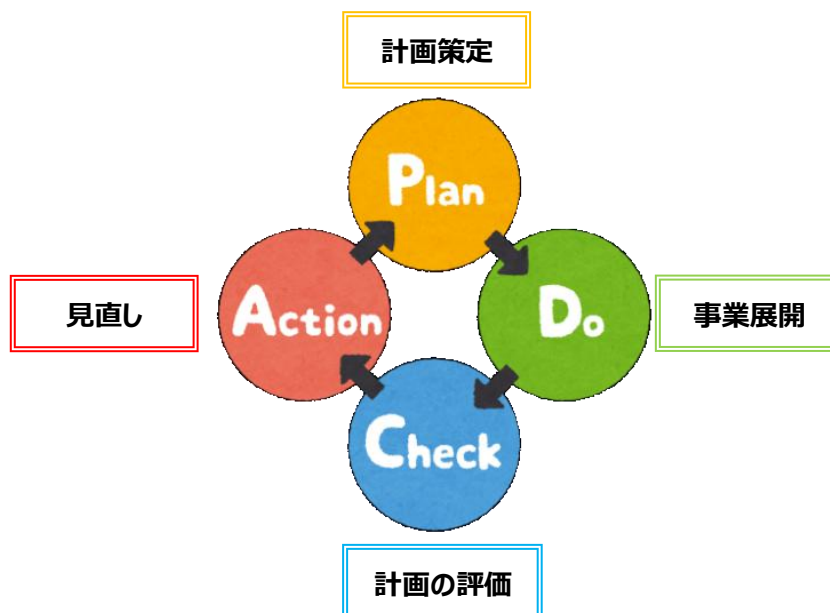 計画策定
Plan
見直し
Action
Do
事業展開
Check
計画の評価